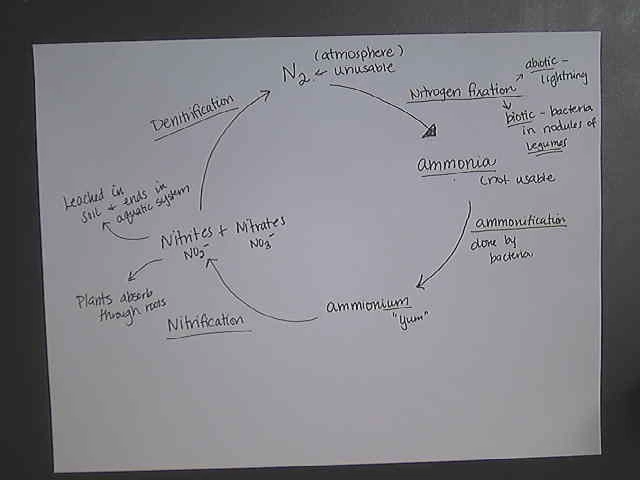 (atmosphere)
N2 ← unusable
Nitrogen fixation
abiotic -
lightning
biotic - bacteria
in nodules of
legumes
ammonia
(not usable
ammonification
done by
bacteria
ammionium
"yum"
Nitrification
Nitrites + Nitrates
NO2- NO3-
Plants absorb
through roots
Leached in
soil + ends in
aquatic system
Denitrification